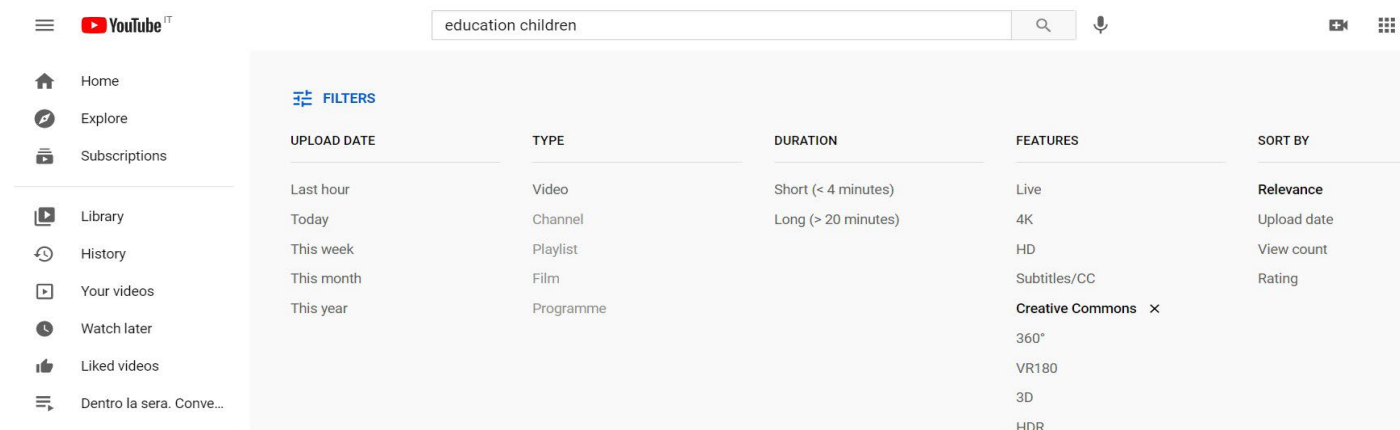 YouTube IT
education children
Home
Explore
Subscriptions
Library
History
Your videos
Watch later
Liked videos
Dentro la sera. Conve...
FILTERS
UPLOAD DATE
Last hour
Today
This week
This month
This year
TYPE
Video
Channel
Playlist
Film
Programme
DURATION
Short (< 4 minutes)
Long (> 20 minutes)
FEATURES
Live
4K
HD
Subtitles/CC
Creative Commons
360°
VR180
3D
HDR
SORT BY
Relevance
Upload date
View count
Rating